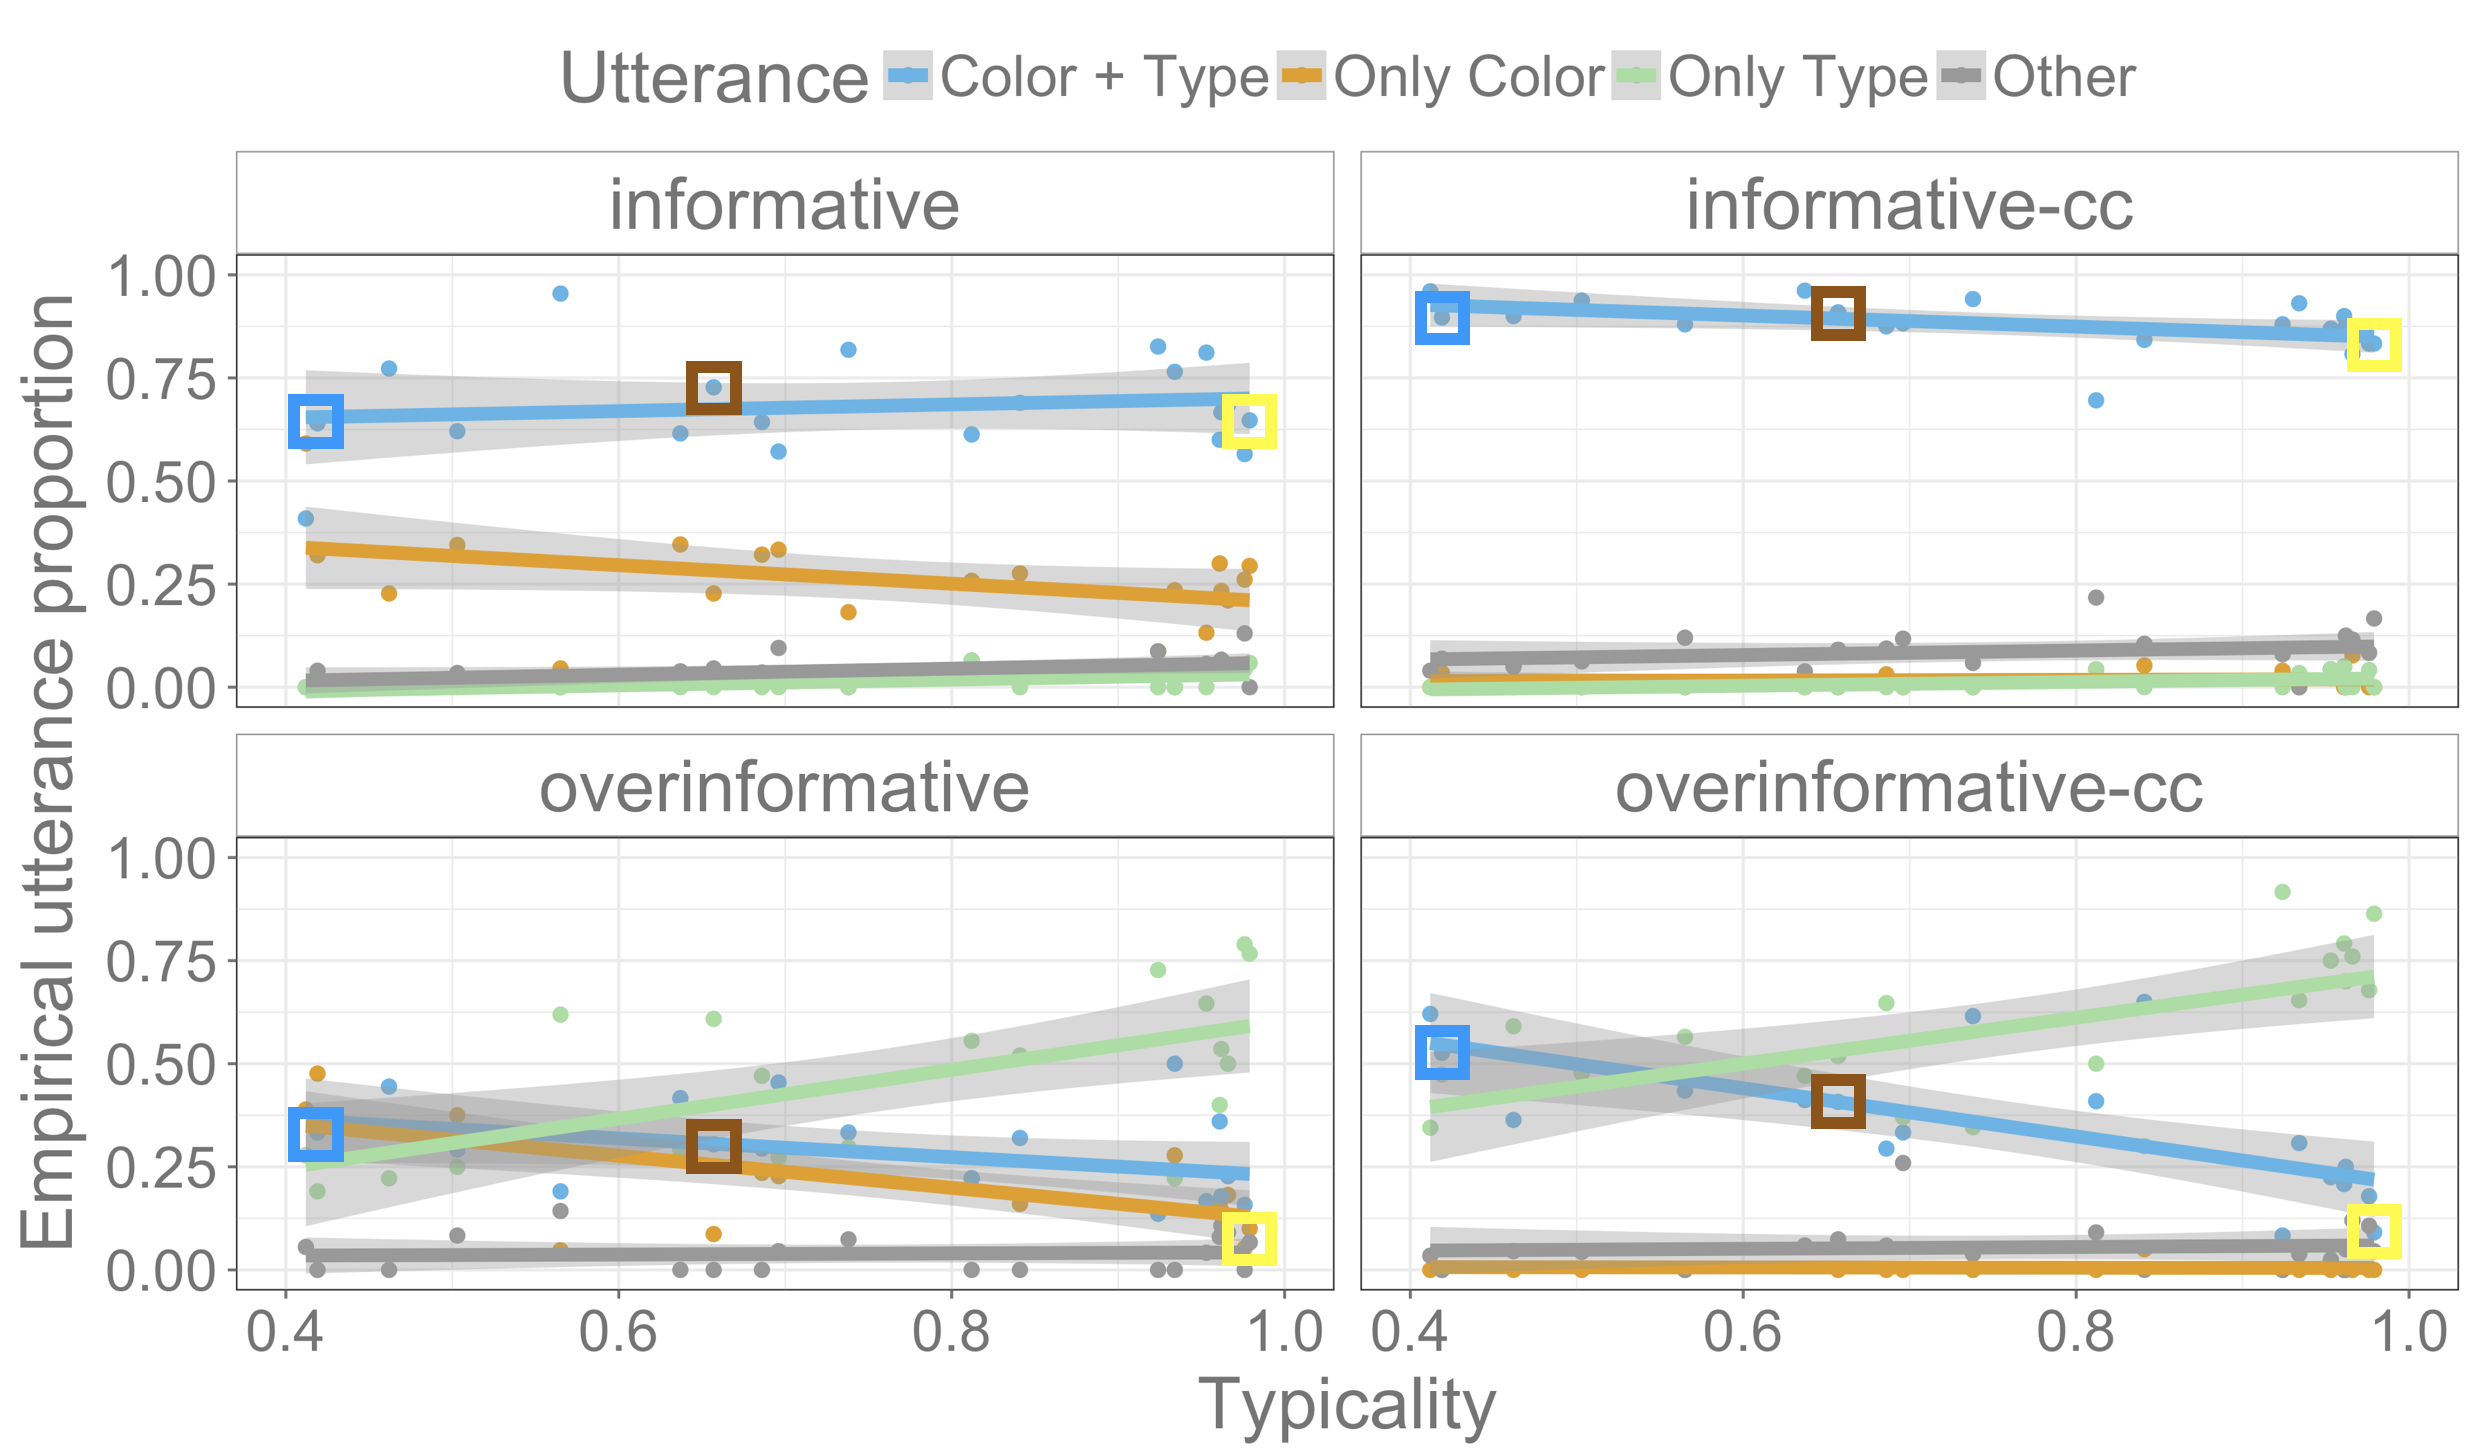 Utterance Color + Type Only Color Only Type Other
informative informative-cc
1.00
0.75
0.50
0.25
0.00
overinformative overinformative-cc
1.00
0.75
0.50
0.25
0.00
0.4 0.6 0.8 1.0 0.4 0.6 0.8 1.0
Typicality
Empirical utterance proportion